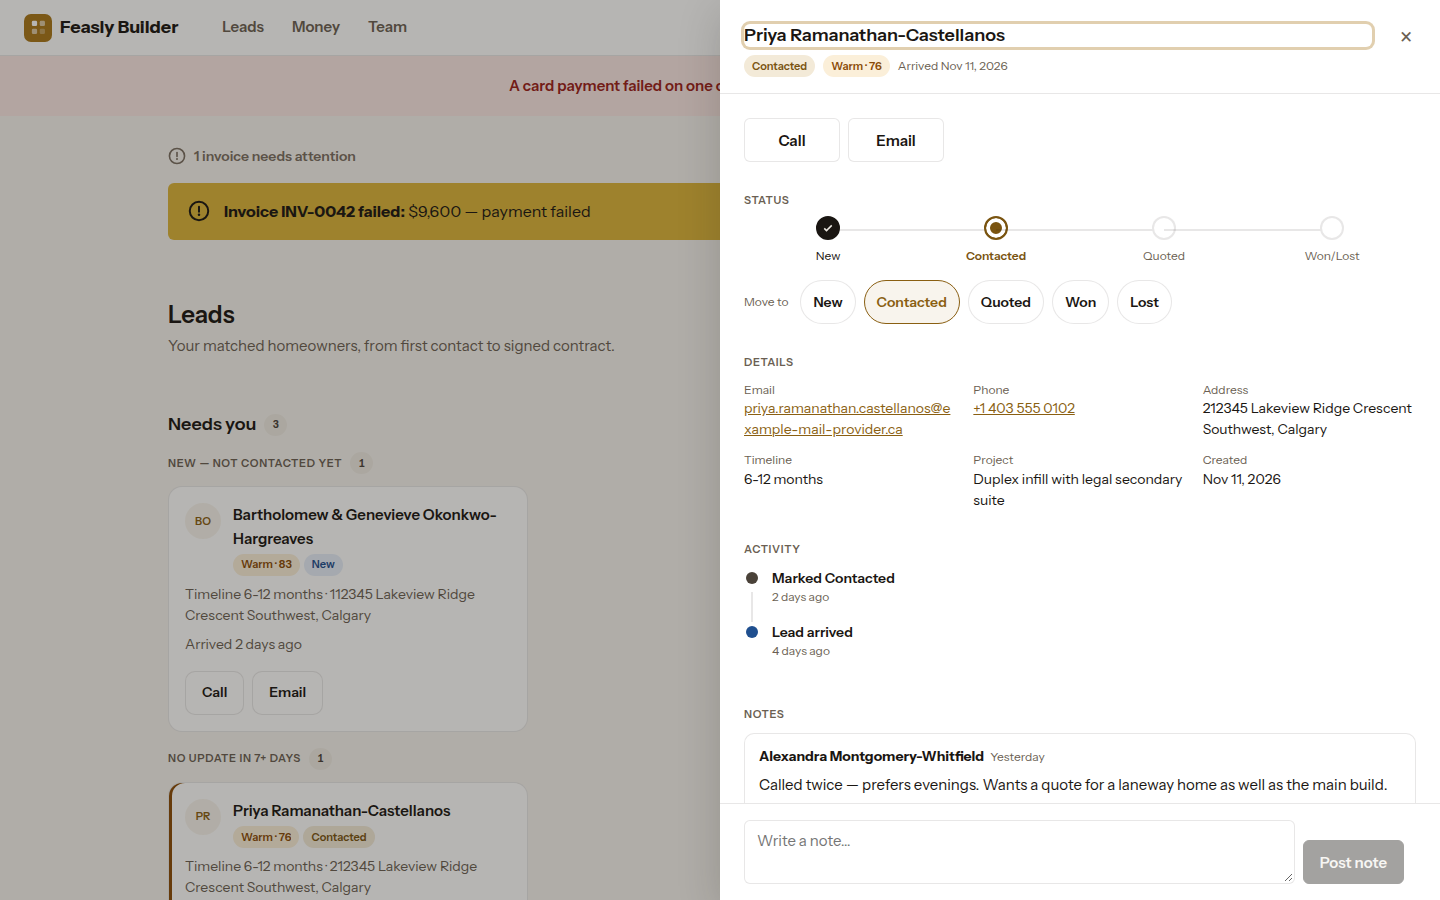 Feasly Builder
Leads
Money
Team
A card payment failed on one
1 invoice needs attention
Invoice INV-0042 failed: $9,600 — payment failed
Leads
Your matched homeowners, from first contact to signed contract.
Needs you 3
NEW — NOT CONTACTED YET 1
BO
Bartholomew & Genevieve Okonkwo-
Hargreaves
Warm · 83
New
Timeline 6-12 months · 112345 Lakeview Ridge
Crescent Southwest, Calgary
Arrived 2 days ago
Call
Email
NO UPDATE IN 7+ DAYS 1
PR
Priya Ramanathan-Castellanos
Warm · 76
Contacted
Timeline 6-12 months · 212345 Lakeview Ridge
Crescent Southwest, Calgary
Priya Ramanathan-Castellanos
Contacted
Warm · 76
Arrived Nov 11, 2026
Call
Email
STATUS
New
Contacted
Quoted
Won/Lost
Move to
New
Contacted
Quoted
Won
Lost
DETAILS
Email
priya.ramanathan.castellanos@e
xample-mail-provider.ca
Phone
+1 403 555 0102
Address
212345 Lakeview Ridge Crescent
Southwest, Calgary
Timeline
6-12 months
Project
Duplex infill with legal secondary
suite
Created
Nov 11, 2026
ACTIVITY
Marked Contacted
2 days ago
Lead arrived
4 days ago
NOTES
Alexandra Montgomery-Whitfield Yesterday
Called twice — prefers evenings. Wants a quote for a laneway home as well as the main build.
Write a note...
Post note